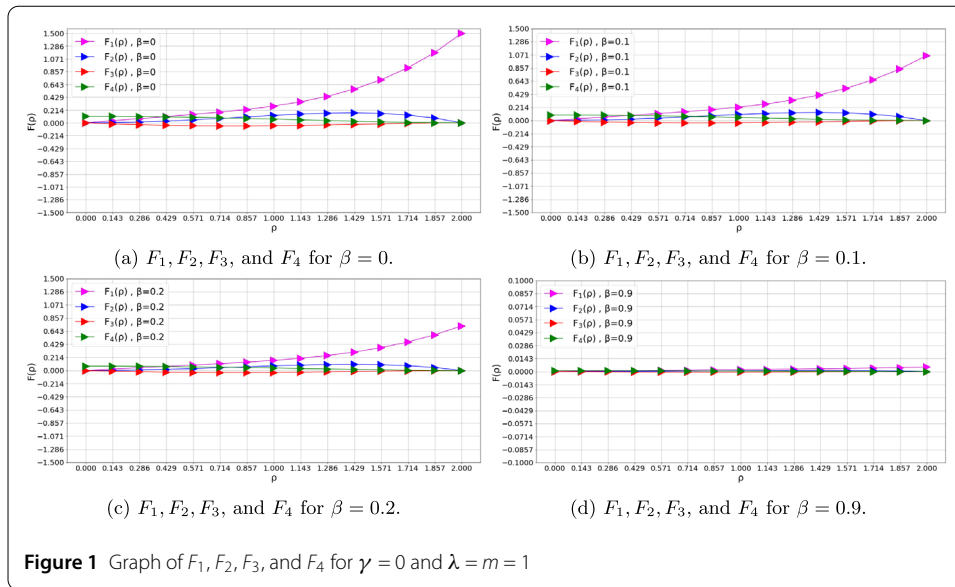 1.500
1.286
1.071
0.857
0.643
0.429
0.214
0.000
−0.214
−0.429
−0.643
−0.857
−1.071
−1.286
−1.500
F(ρ)
F₁(ρ) , β=0
F₂(ρ) , β=0
F₃(ρ) , β=0
F₄(ρ) , β=0
0.000 0.143 0.286 0.429 0.571 0.714 0.857 1.000 1.143 1.286 1.429 1.571 1.714 1.857 2.000
ρ
(a) F₁, F₂, F₃, and F₄ for β = 0.
1.500
1.286
1.071
0.857
0.643
0.429
0.214
0.000
−0.214
−0.429
−0.643
−0.857
−1.071
−1.286
−1.500
F(ρ)
F₁(ρ) , β=0.1
F₂(ρ) , β=0.1
F₃(ρ) , β=0.1
F₄(ρ) , β=0.1
0.000 0.143 0.286 0.429 0.571 0.714 0.857 1.000 1.143 1.286 1.429 1.571 1.714 1.857 2.000
ρ
(b) F₁, F₂, F₃, and F₄ for β = 0.1.
1.500
1.286
1.071
0.857
0.643
0.429
0.214
0.000
−0.214
−0.429
−0.643
−0.857
−1.071
−1.286
−1.500
F(ρ)
F₁(ρ) , β=0.2
F₂(ρ) , β=0.2
F₃(ρ) , β=0.2
F₄(ρ) , β=0.2
0.000 0.143 0.286 0.429 0.571 0.714 0.857 1.000 1.143 1.286 1.429 1.571 1.714 1.857 2.000
ρ
(c) F₁, F₂, F₃, and F₄ for β = 0.2.
0.1000
0.0857
0.0714
0.0571
0.0429
0.0286
0.0143
0.0000
−0.0143
−0.0286
−0.0429
−0.0571
−0.0714
−0.0857
−0.1000
F(ρ)
F₁(ρ) , β=0.9
F₂(ρ) , β=0.9
F₃(ρ) , β=0.9
F₄(ρ) , β=0.9
0.000 0.143 0.286 0.429 0.571 0.714 0.857 1.000 1.143 1.286 1.429 1.571 1.714 1.857 2.000
ρ
(d) F₁, F₂, F₃, and F₄ for β = 0.9.
Figure 1 Graph of F₁, F₂, F₃, and F₄ for γ = 0 and λ = m = 1